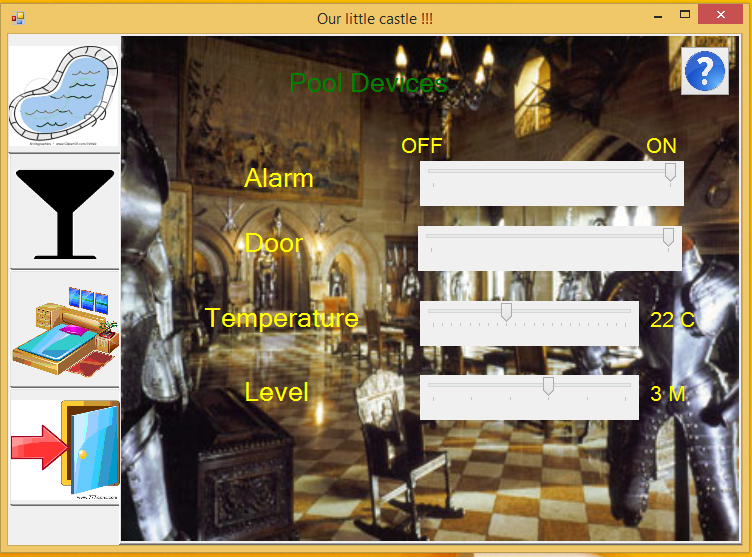 Our little castle !!!
Pool Devices
?
OFF ON
Alarm
Door
Temperature 22 C
Level 3 M